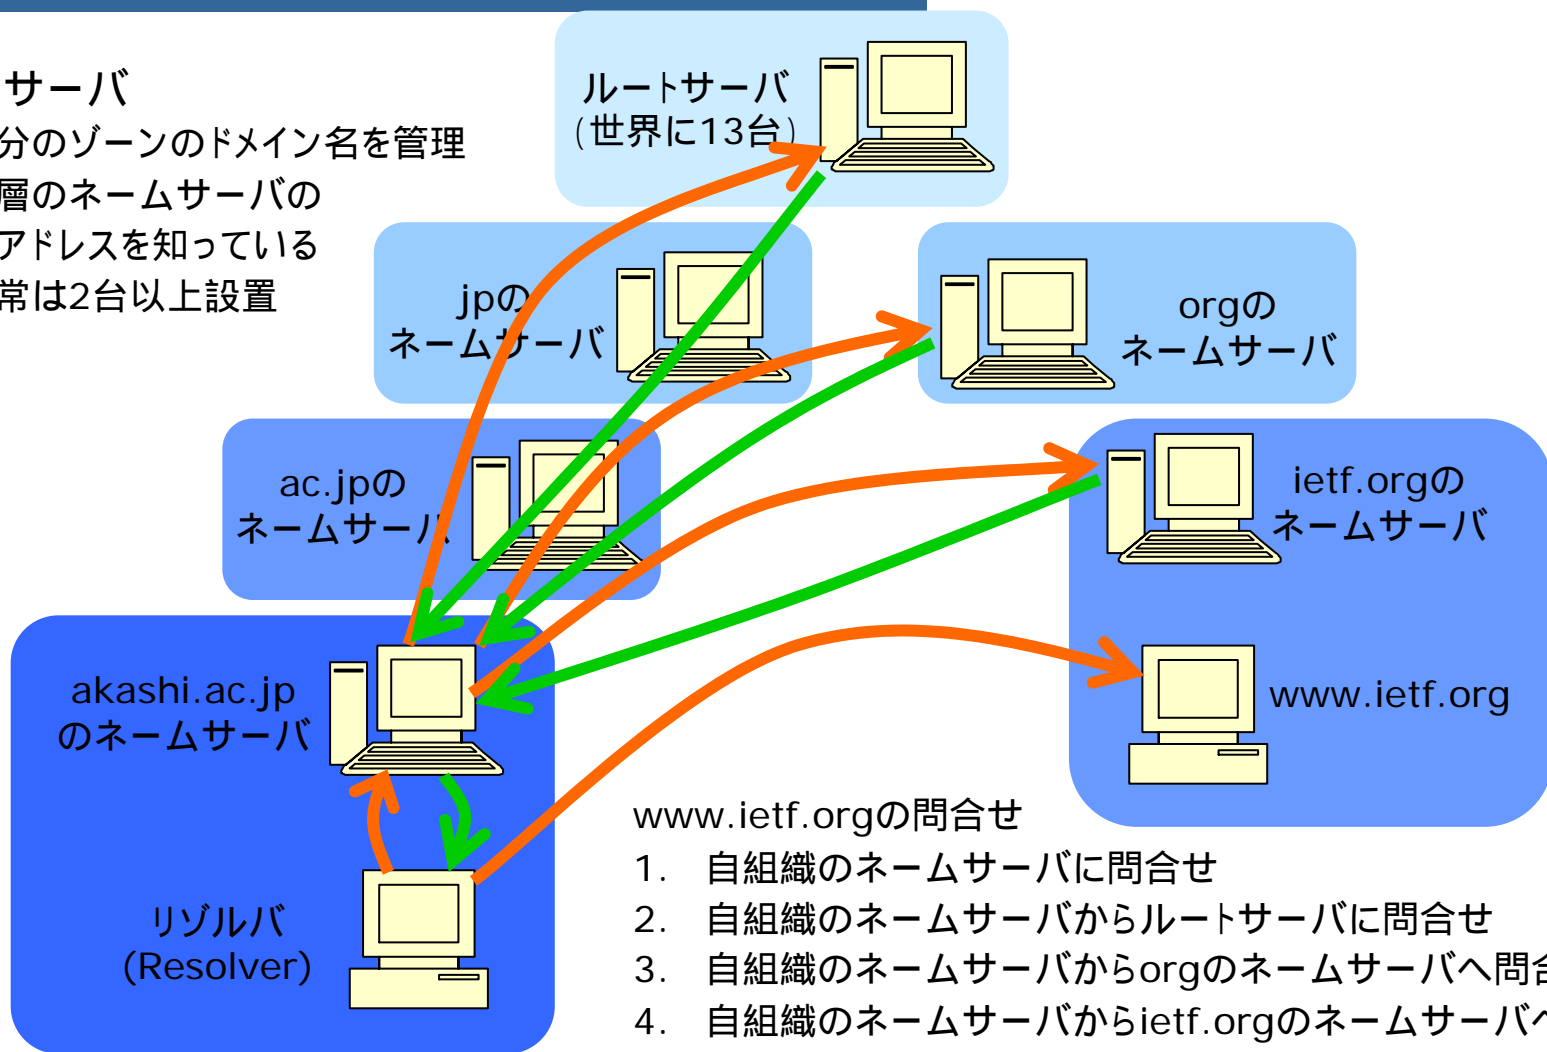 サーバ
分のゾーンのドメイン名を管理
層のネームサーバの
アドレスを知っている
常は2台以上設置
ルートサーバ
(世界に13台)
jpの
ネームサーバ
orgの
ネームサーバ
ac.jpの
ネームサーバ
ietf.orgの
ネームサーバ
akashi.ac.jp
のネームサーバ
www.ietf.org
リゾルバ
(Resolver)
www.ietf.orgの問合せ
1. 自組織のネームサーバに問合せ
2. 自組織のネームサーバからルートサーバに問合せ
3. 自組織のネームサーバからorgのネームサーバへ問合
4. 自組織のネームサーバからietf.orgのネームサーバへ